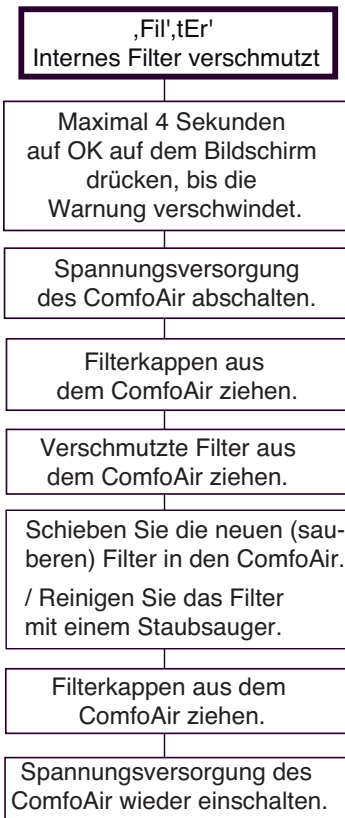 ‚Fil',tEr'
Internes Filter verschmutzt
Maximal 4 Sekunden
auf OK auf dem Bildschirm
drücken, bis die
Warnung verschwindet.
Spannungsversorgung
des ComfoAir abschalten.
Filterkappen aus
dem ComfoAir ziehen.
Verschmutzte Filter aus
dem ComfoAir ziehen.
Schieben Sie die neuen (sau-
beren) Filter in den ComfoAir.
/ Reinigen Sie das Filter
mit einem Staubsauger.
Filterkappen aus dem
ComfoAir ziehen.
Spannungsversorgung des
ComfoAir wieder einschalten.